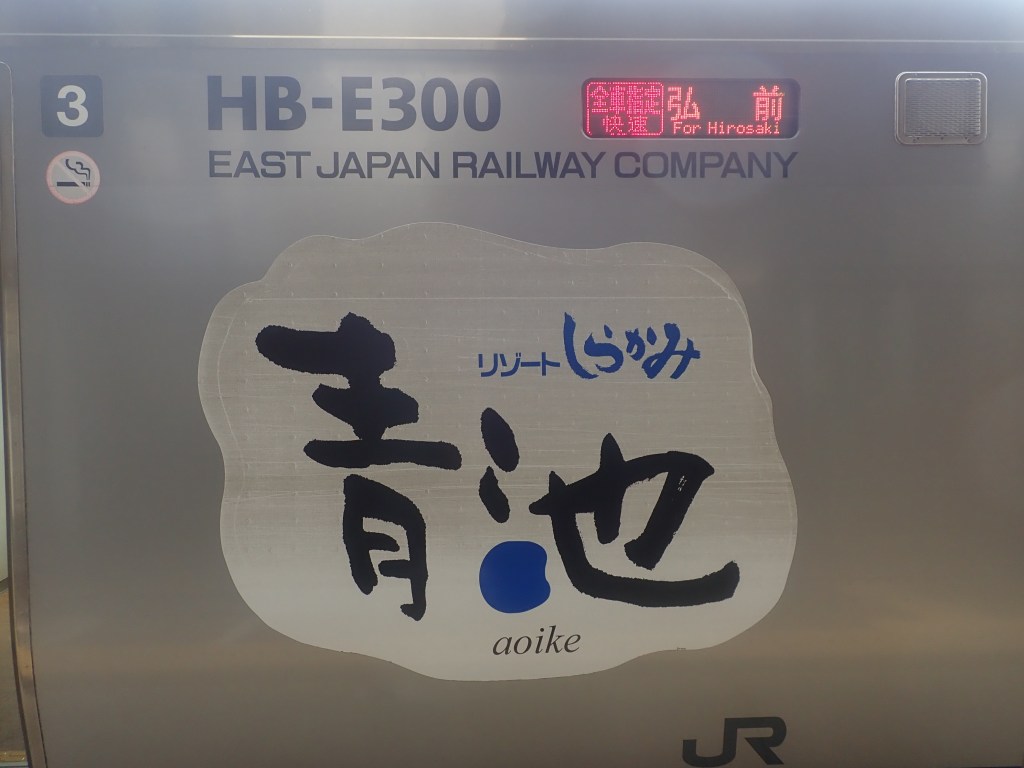 3
HB-E300
全車指定
快速
弘前
For Hirosaki
EAST JAPAN RAILWAY COMPANY
リゾートしらかみ
青池
aoike
JR